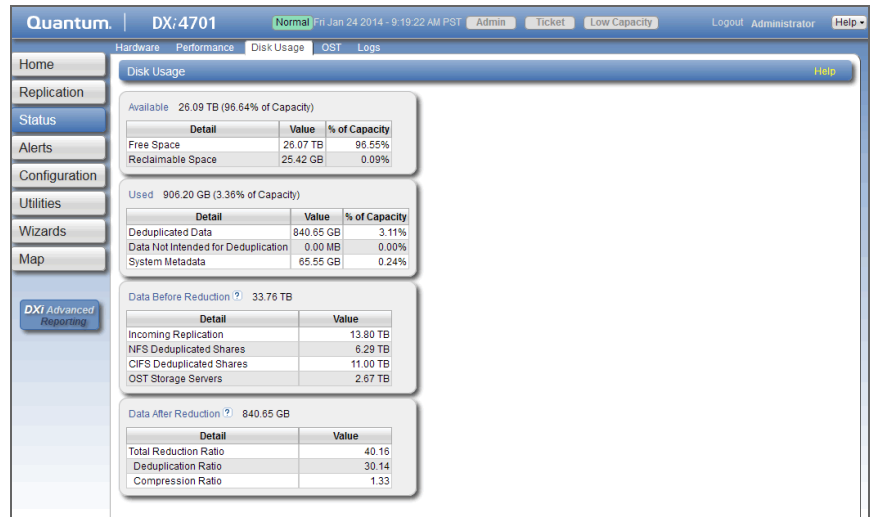 Quantum. DXi4701 Normal Fri Jan 24 2014 - 9:19:22 AM PST Admin Ticket Low Capacity Logout Administrator Help
Hardware Performance Disk Usage OST Logs
Home
Replication
Status
Alerts
Configuration
Utilities
Wizards
Map
DXi Advanced
Reporting
Disk Usage Help
Available 26.09 TB (96.64% of Capacity)
Detail Value % of Capacity
Free Space 26.07 TB 96.55%
Reclaimable Space 25.42 GB 0.09%
Used 906.20 GB (3.36% of Capacity)
Detail Value % of Capacity
Deduplicated Data 840.65 GB 3.11%
Data Not Intended for Deduplication 0.00 MB 0.00%
System Metadata 65.55 GB 0.24%
Data Before Reduction ? 33.76 TB
Detail Value
Incoming Replication 13.80 TB
NFS Deduplicated Shares 6.29 TB
CIFS Deduplicated Shares 11.00 TB
OST Storage Servers 2.67 TB
Data After Reduction ? 840.65 GB
Detail Value
Total Reduction Ratio 40.16
Deduplication Ratio 30.14
Compression Ratio 1.33